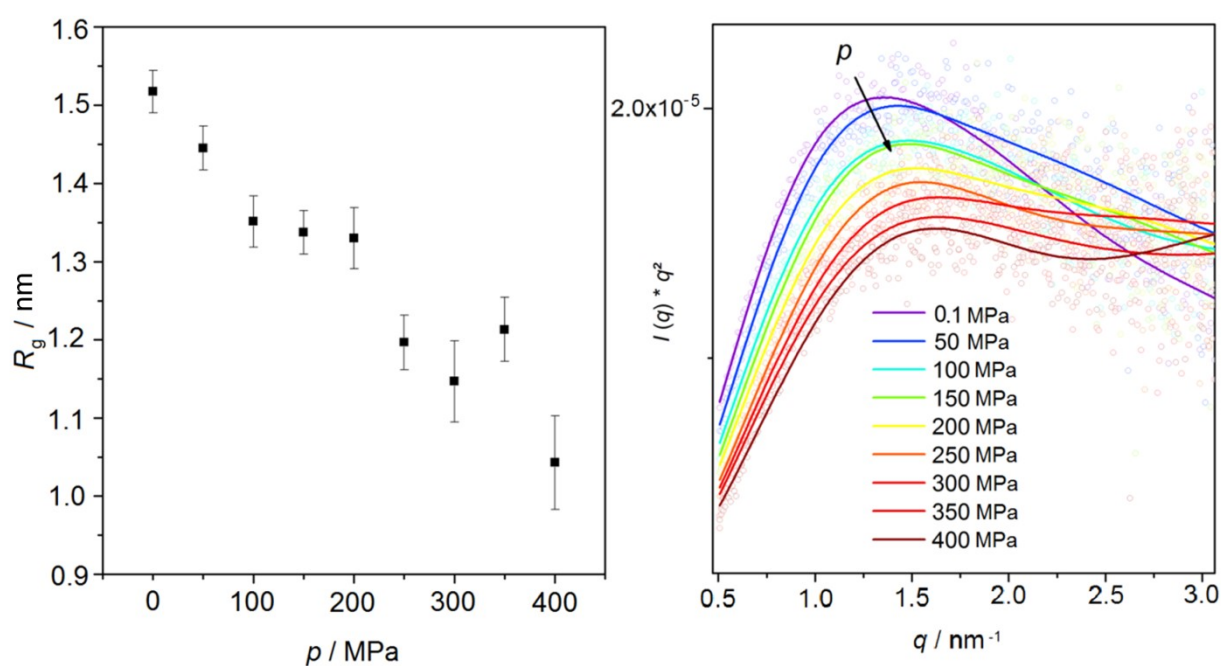 1.6
1.5
1.4
1.3
1.2
1.1
1.0
0.9
Rg / nm
0 100 200 300 400
p / MPa
p
2.0x10-5
I (q) * q²
0.1 MPa
50 MPa
100 MPa
150 MPa
200 MPa
250 MPa
300 MPa
350 MPa
400 MPa
0.5 1.0 1.5 2.0 2.5 3.0
q / nm-1